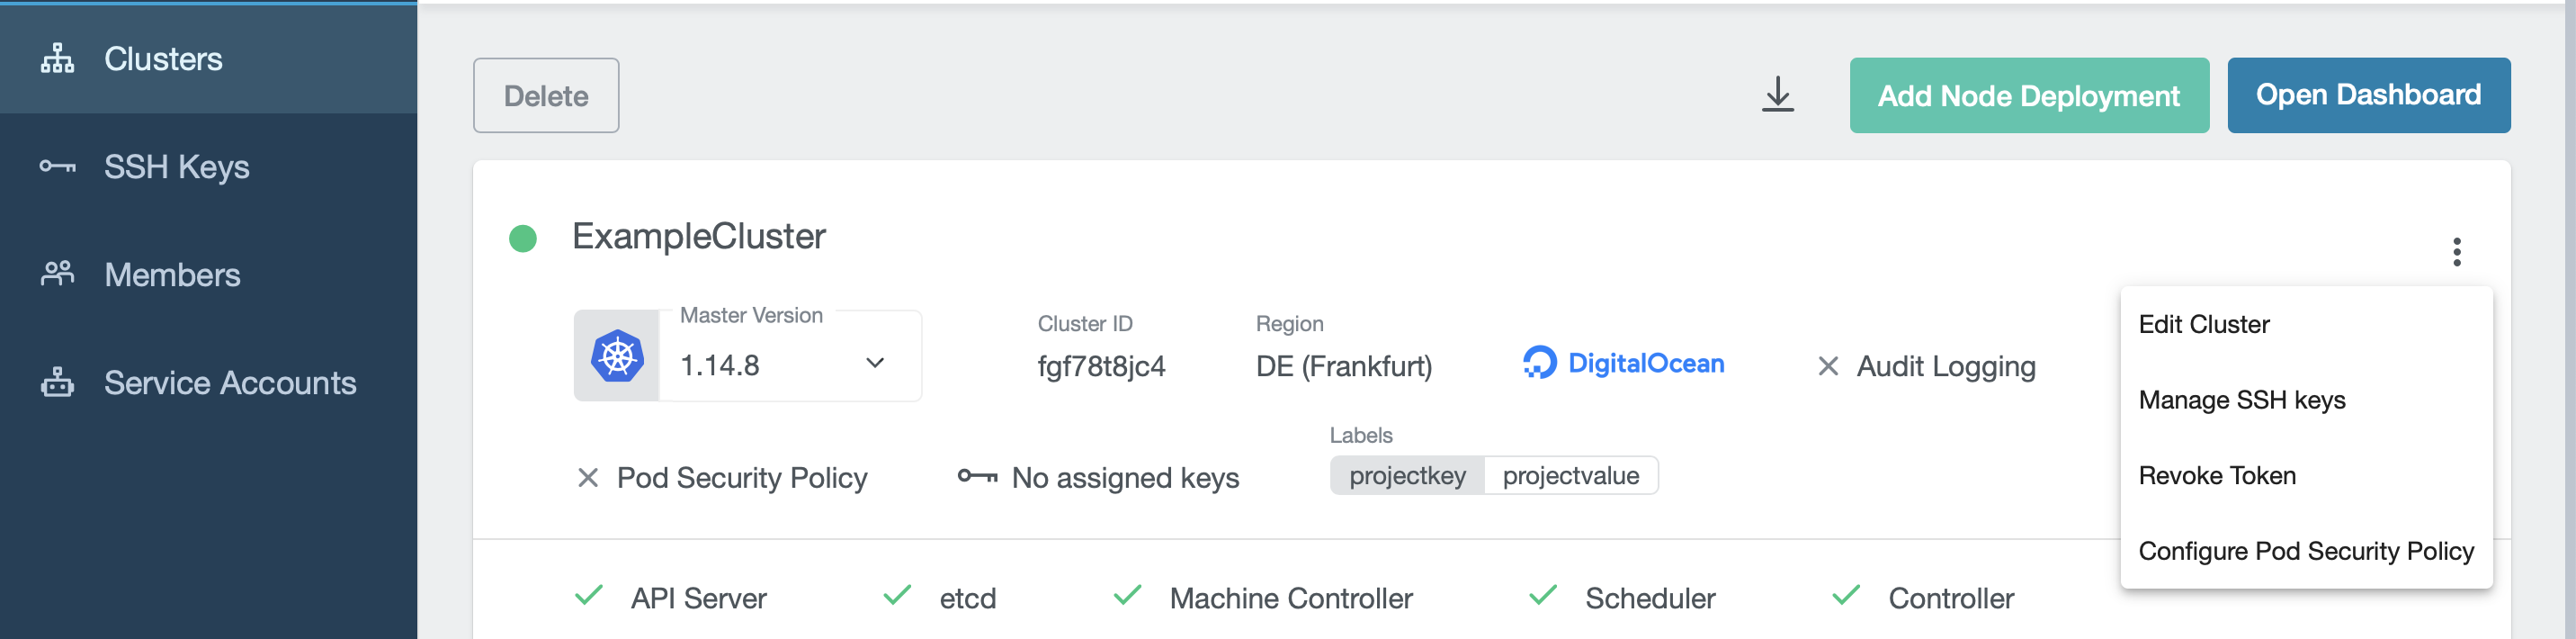 Clusters
SSH Keys
Members
Service Accounts
Delete
Add Node Deployment
Open Dashboard
ExampleCluster
Master Version
1.14.8
Cluster ID
fgf78t8jc4
Region
DE (Frankfurt)
DigitalOcean
Audit Logging
Pod Security Policy
No assigned keys
Labels
projectkey projectvalue
Edit Cluster
Manage SSH keys
Revoke Token
Configure Pod Security Policy
API Server
etcd
Machine Controller
Scheduler
Controller